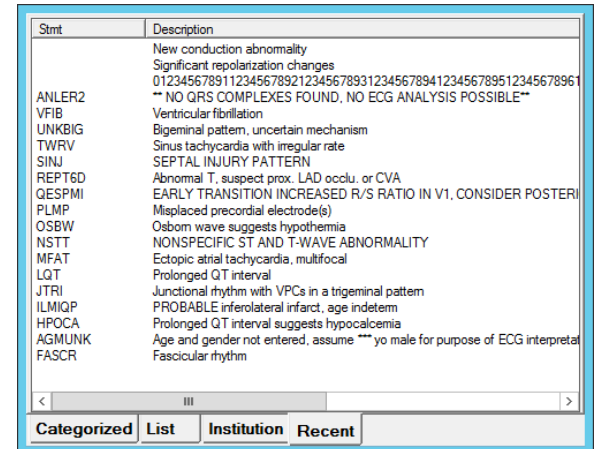 Stmt Description
New conduction abnormality
Significant repolarization changes
01234567891123456789212345678931234567894123456789512345678961
ANLER2 ** NO QRS COMPLEXES FOUND, NO ECG ANALYSIS POSSIBLE**
VFIB Ventricular fibrillation
UNKBIG Bigeminal pattern, uncertain mechanism
TWRV Sinus tachycardia with irregular rate
SINJ SEPTAL INJURY PATTERN
REPT6D Abnormal T, suspect prox. LAD occlu. or CVA
QESPMI EARLY TRANSITION INCREASED R/S RATIO IN V1, CONSIDER POSTERI
PLMP Misplaced precordial electrode(s)
OSBW Osborn wave suggests hypothermia
NSTT NONSPECIFIC ST AND T-WAVE ABNORMALITY
MFAT Ectopic atrial tachycardia, multifocal
LQT Prolonged QT interval
JTRI Junctional rhythm with VPCs in a trigeminal pattern
ILMIQP PROBABLE inferolateral infarct, age indeterm
HPOCA Prolonged QT interval suggests hypocalcemia
AGMUNK Age and gender not entered, assume *** yo male for purpose of ECG interpretat
FASCR Fascicular rhythm
Categorized List Institution Recent